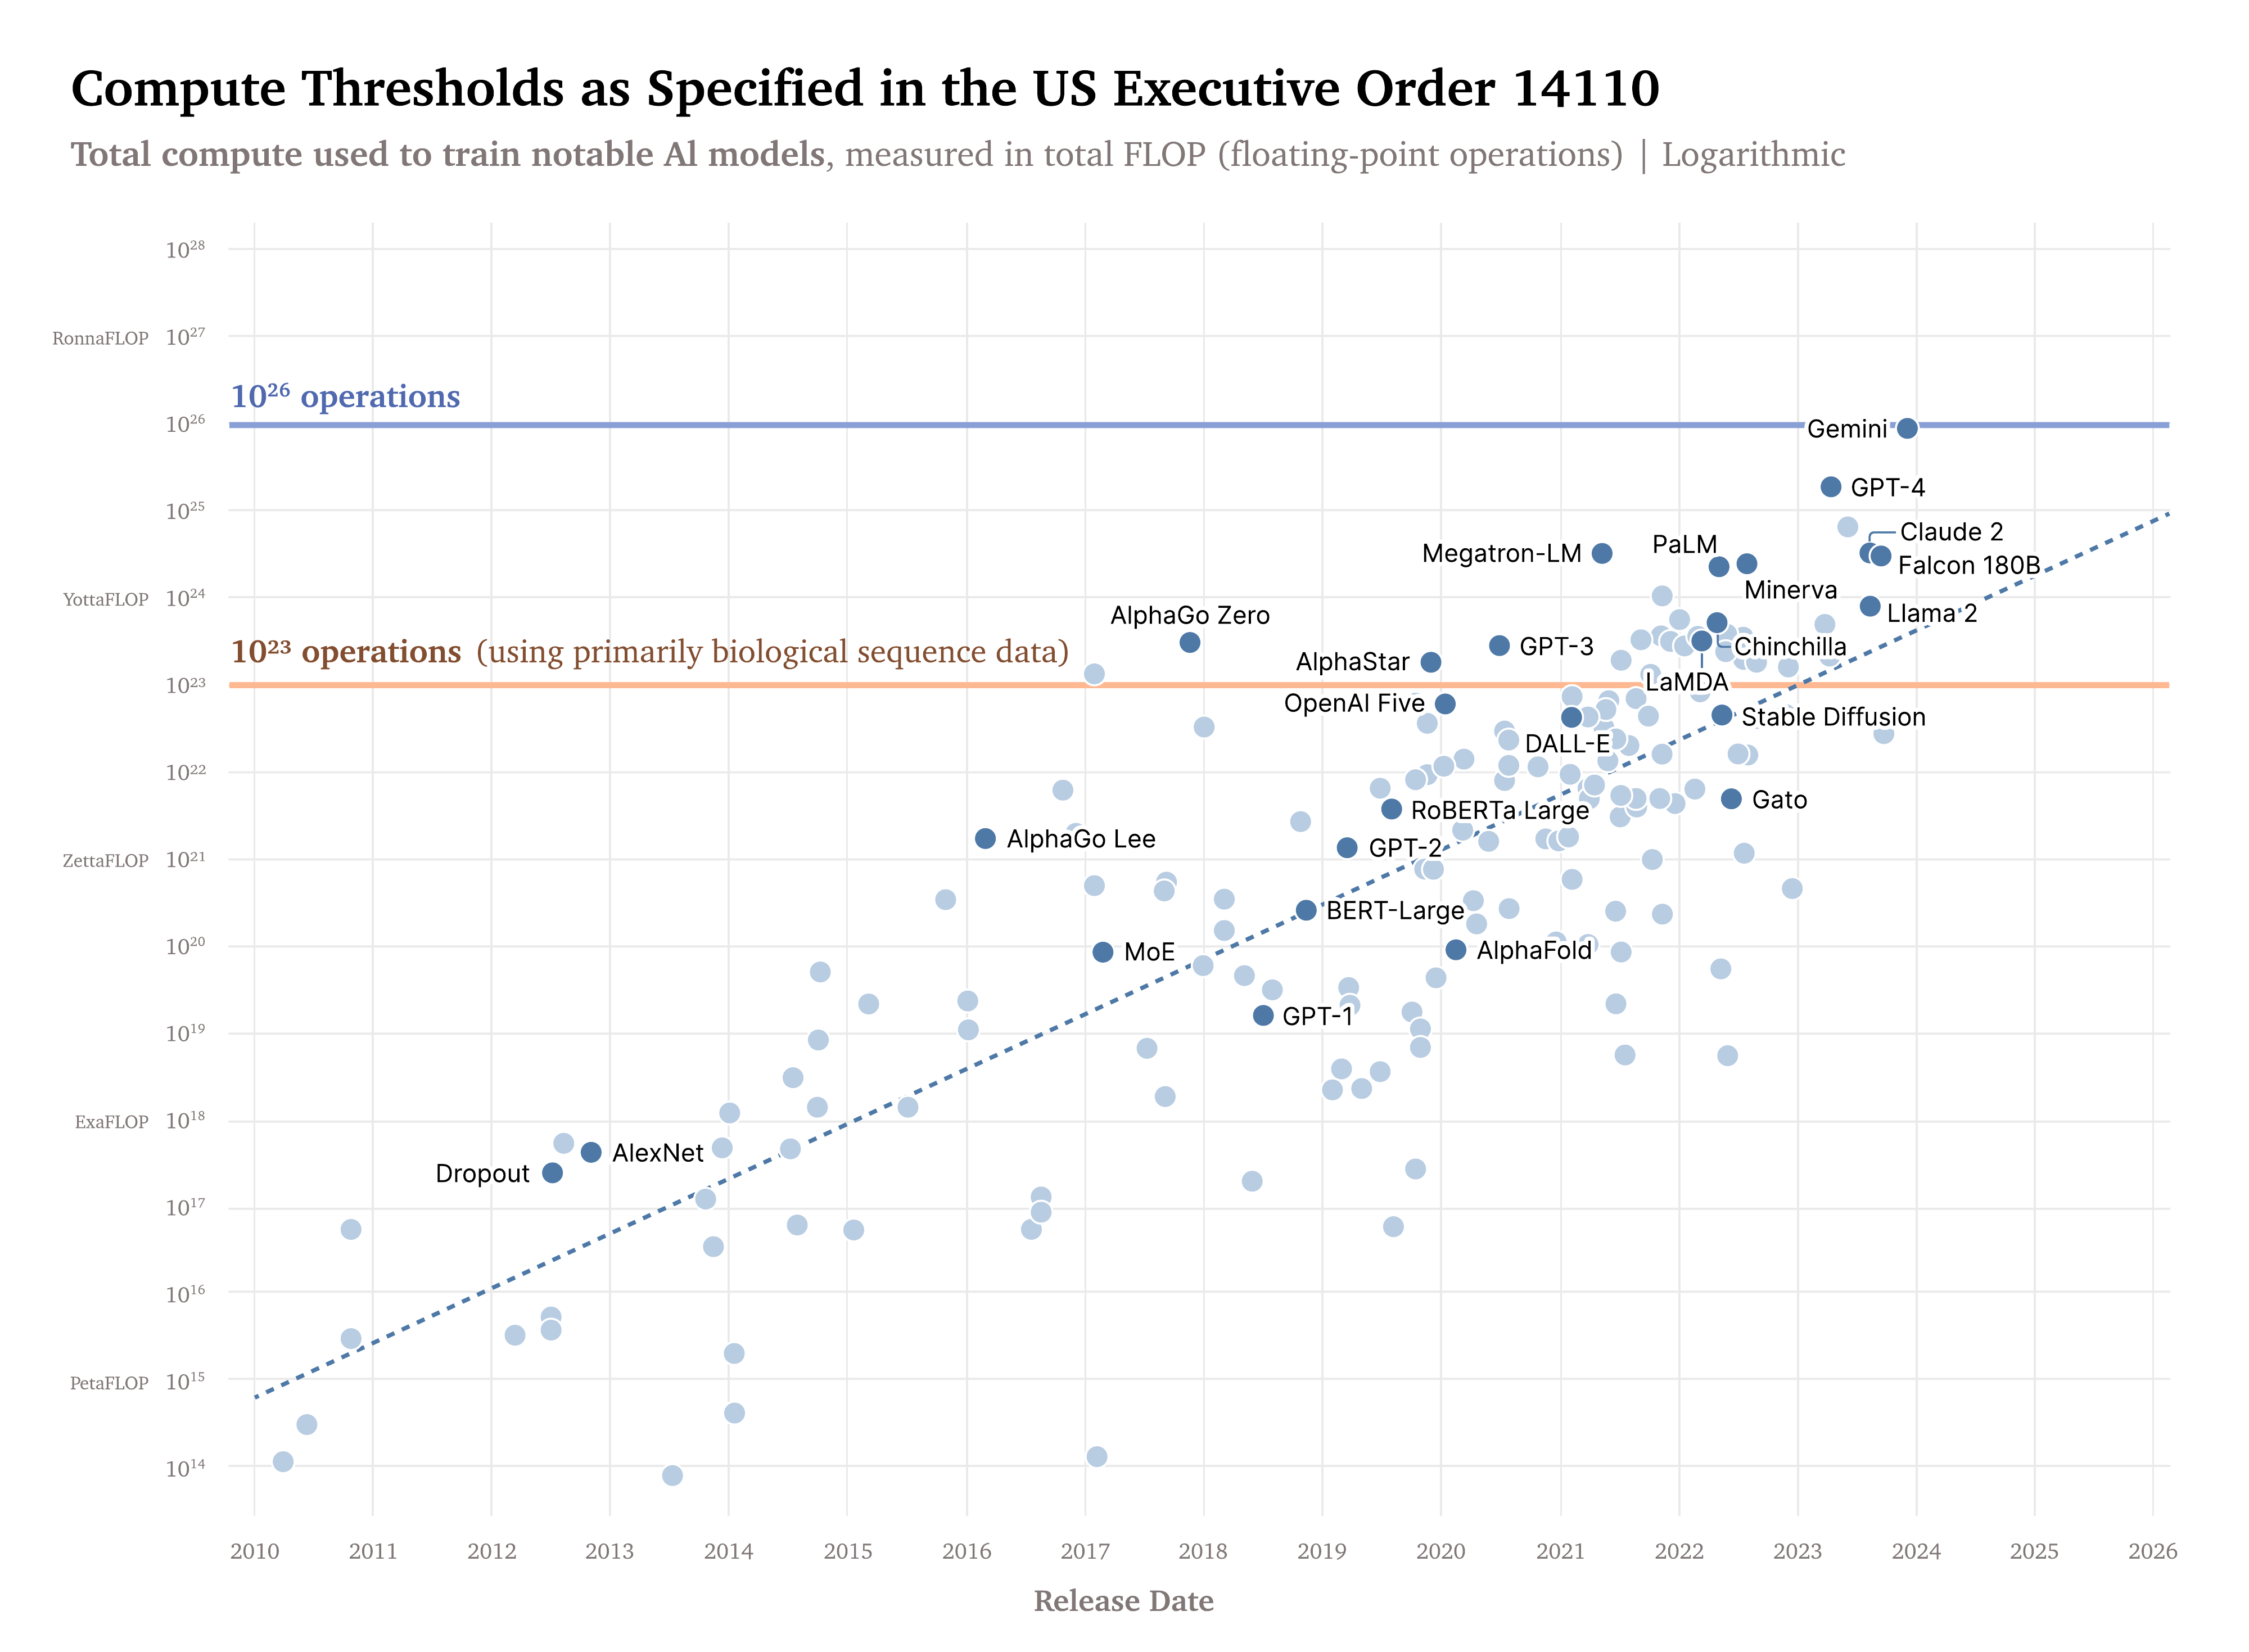 Compute Thresholds as Specified in the US Executive Order 14110
Total compute used to train notable AI models, measured in total FLOP (floating-point operations) | Logarithmic
10²⁸
RonnaFLOP 10²⁷
10²⁶ operations
10²⁶
Gemini
GPT-4
10²⁵
Claude 2
PaLM
Megatron-LM
Falcon 180B
Minerva
YottaFLOP 10²⁴
Llama 2
AlphaGo Zero
GPT-3
Chinchilla
10²³ operations (using primarily biological sequence data)
AlphaStar
10²³
LaMDA
OpenAI Five
Stable Diffusion
DALL-E
10²²
Gato
RoBERTa Large
AlphaGo Lee
GPT-2
ZettaFLOP 10²¹
BERT-Large
10²⁰
MoE
AlphaFold
GPT-1
10¹⁹
ExaFLOP 10¹⁸
AlexNet
Dropout
10¹⁷
10¹⁶
PetaFLOP 10¹⁵
10¹⁴
2010 2011 2012 2013 2014 2015 2016 2017 2018 2019 2020 2021 2022 2023 2024 2025 2026
Release Date